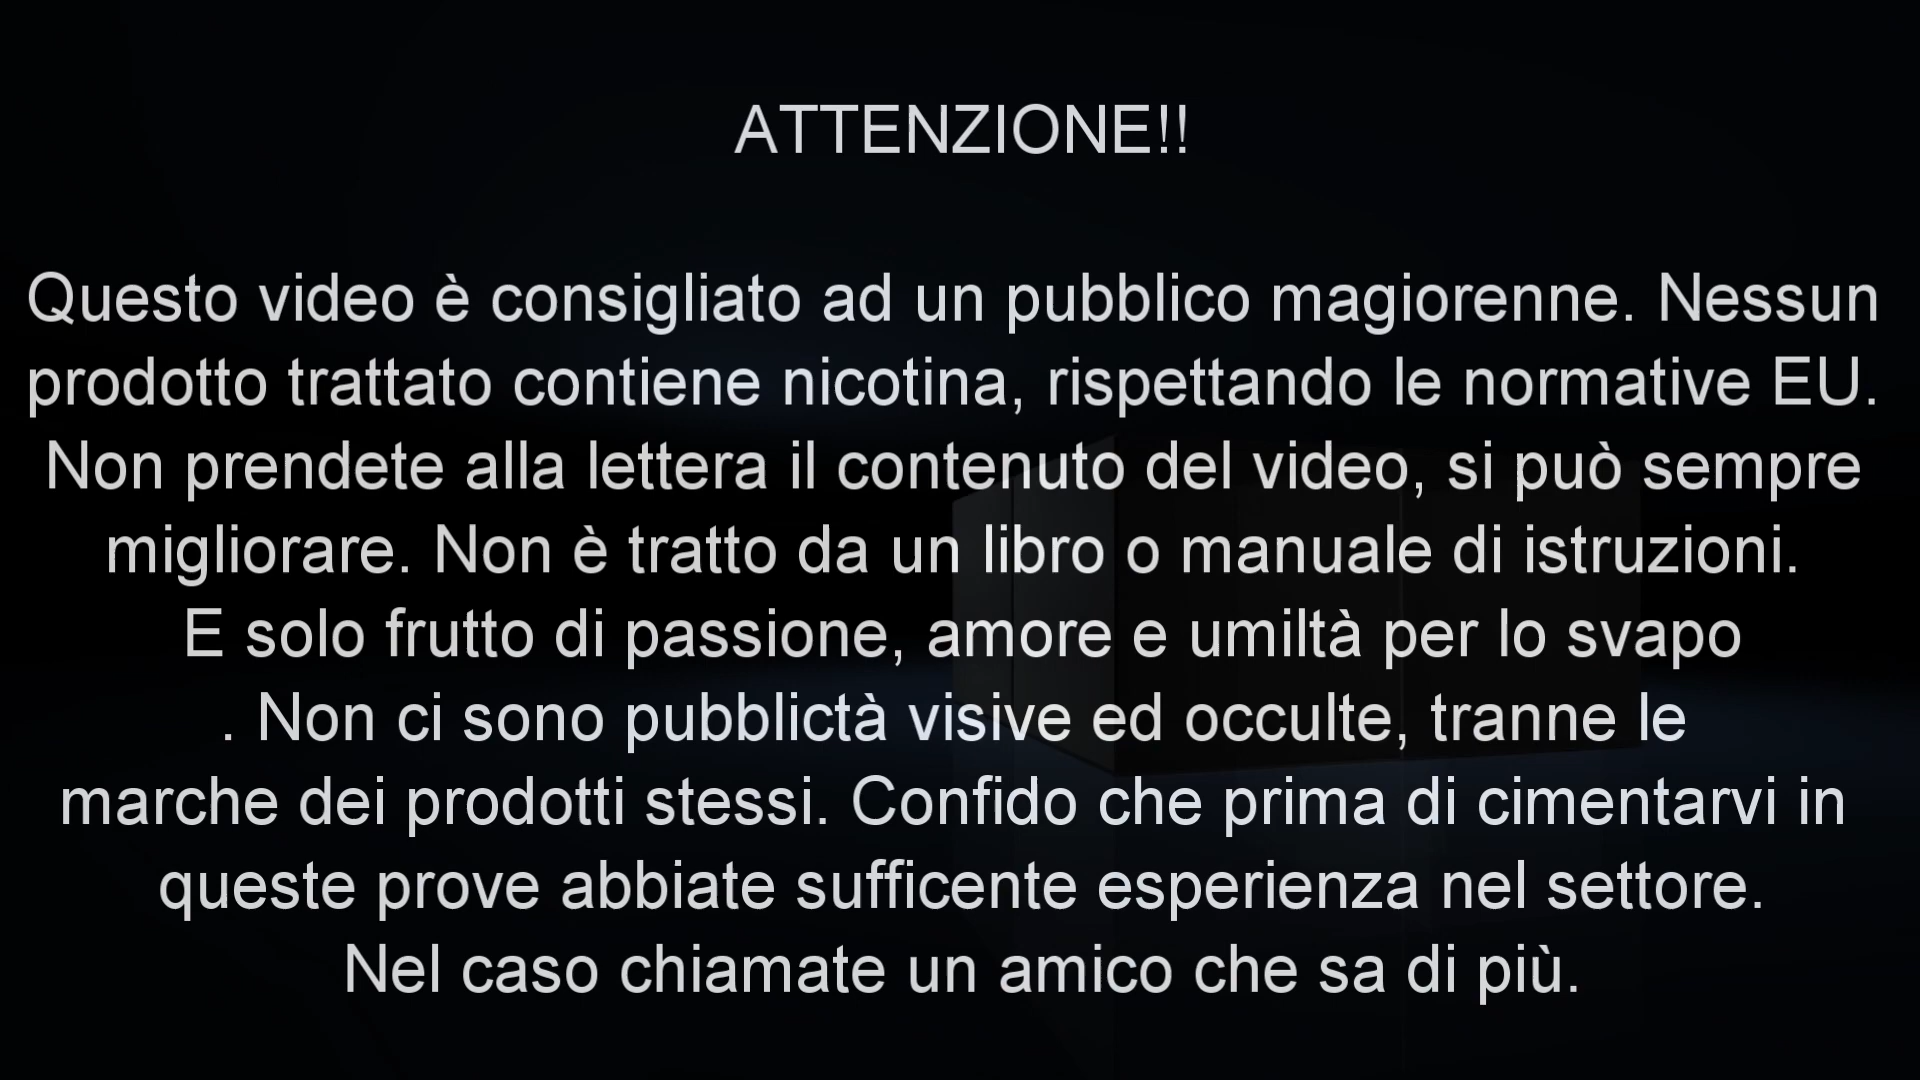 ATTENZIONE!!
Questo video è consigliato ad un pubblico magiorenne. Nessun
prodotto trattato contiene nicotina, rispettando le normative EU.
Non prendete alla lettera il contenuto del video, si può sempre
migliorare. Non è tratto da un libro o manuale di istruzioni.
E solo frutto di passione, amore e umiltà per lo svapo
. Non ci sono pubblictà visive ed occulte, tranne le
marche dei prodotti stessi. Confido che prima di cimentarvi in
queste prove abbiate sufficente esperienza nel settore.
Nel caso chiamate un amico che sa di più.